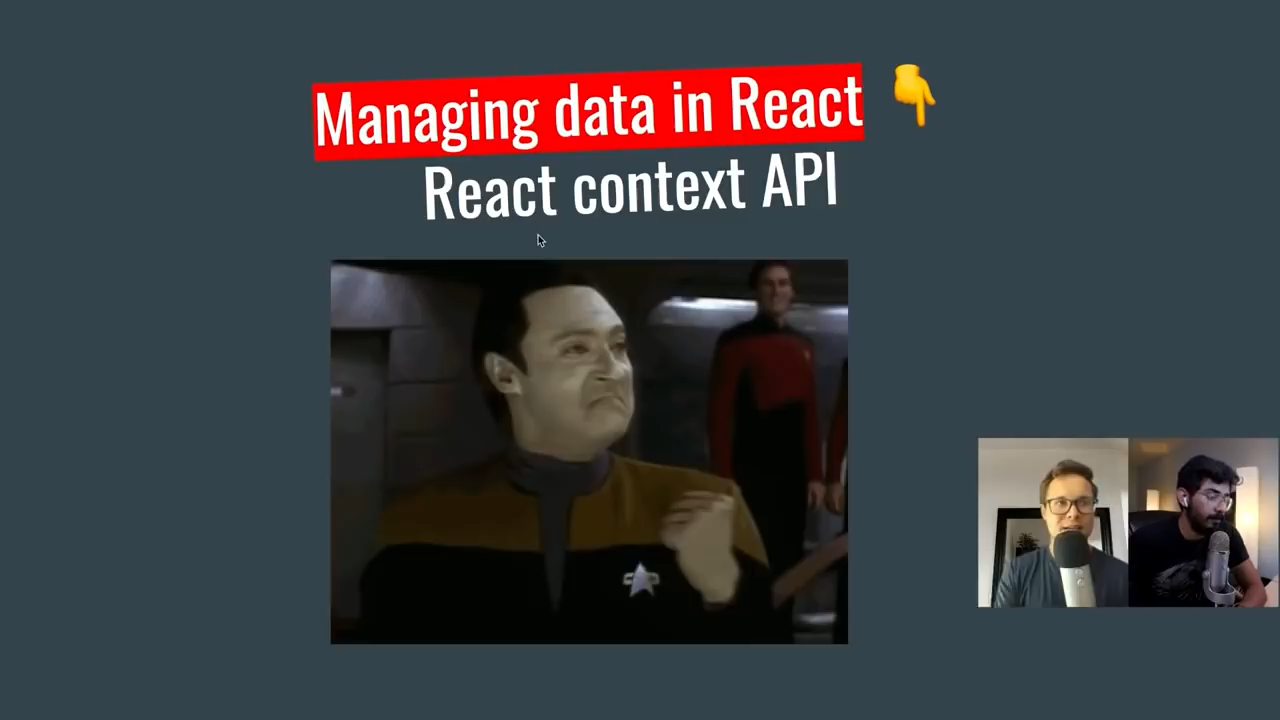 Managing data in React 👇
React context API